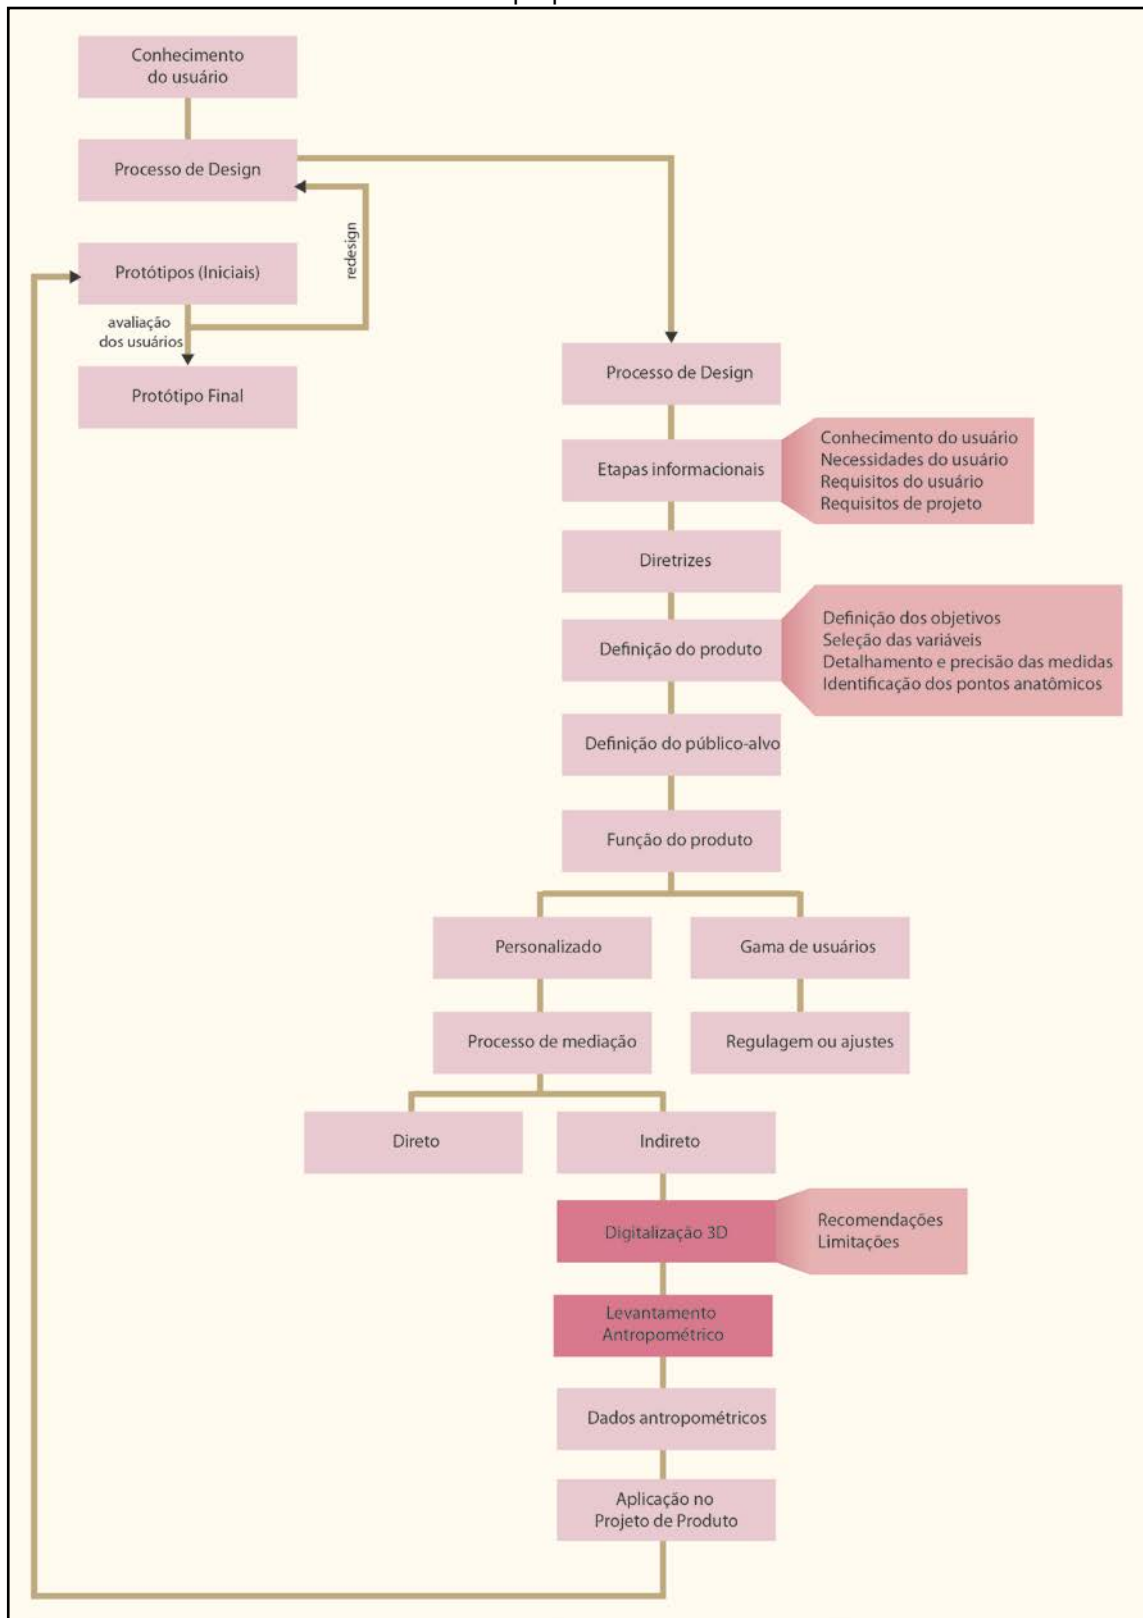 Conhecimento
do usuário
Processo de Design
redesign
Protótipos (Iniciais)
avaliação
dos usuários
Protótipo Final
Processo de Design
Etapas informacionais
Conhecimento do usuário
Necessidades do usuário
Requisitos do usuário
Requisitos de projeto
Diretrizes
Definição do produto
Definição dos objetivos
Seleção das variáveis
Detalhamento e precisão das medidas
Identificação dos pontos anatômicos
Definição do público-alvo
Função do produto
Personalizado
Gama de usuários
Processo de mediação
Regulagem ou ajustes
Direto
Indireto
Digitalização 3D
Recomendações
Limitações
Levantamento
Antropométrico
Dados antropométricos
Aplicação no
Projeto de Produto